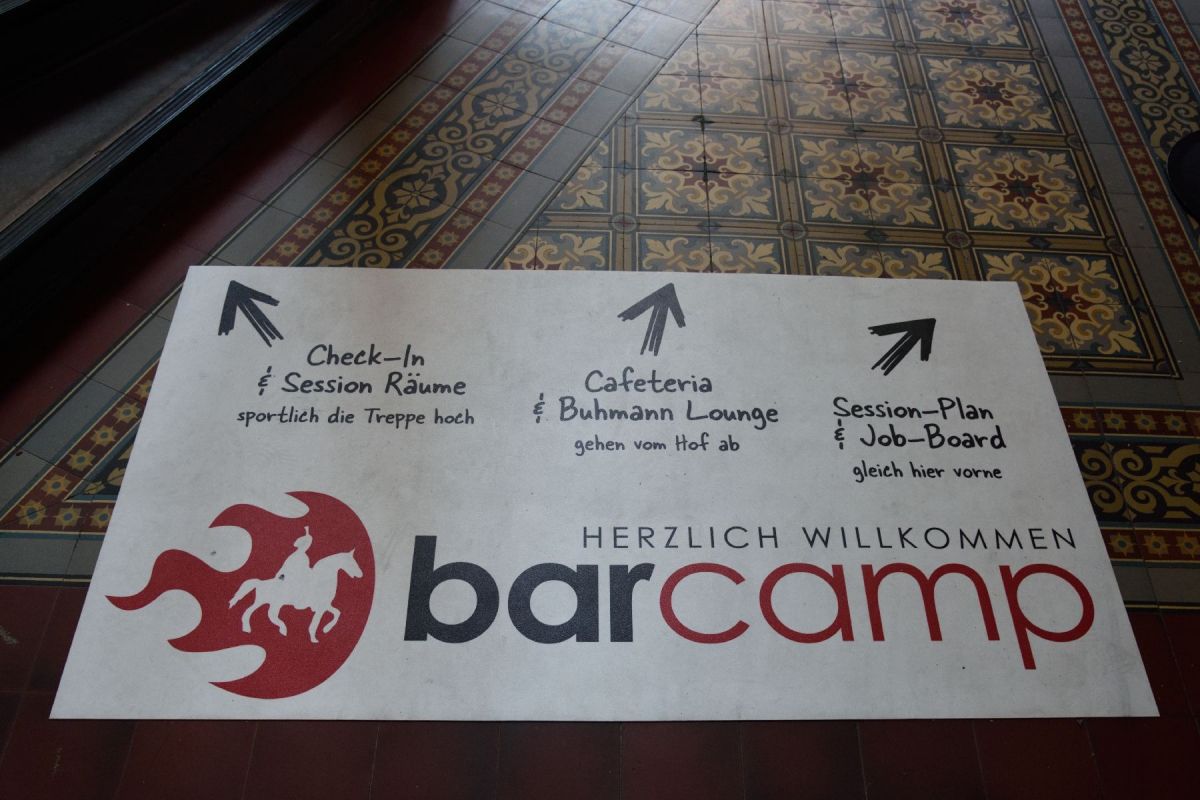 Check-In
& Session Räume
sportlich die Treppe hoch
Cafeteria
& Buhmann Lounge
gehen vom Hof ab
Session-Plan
& Job-Board
gleich hier vorne
HERZLICH WILLKOMMEN
barcamp